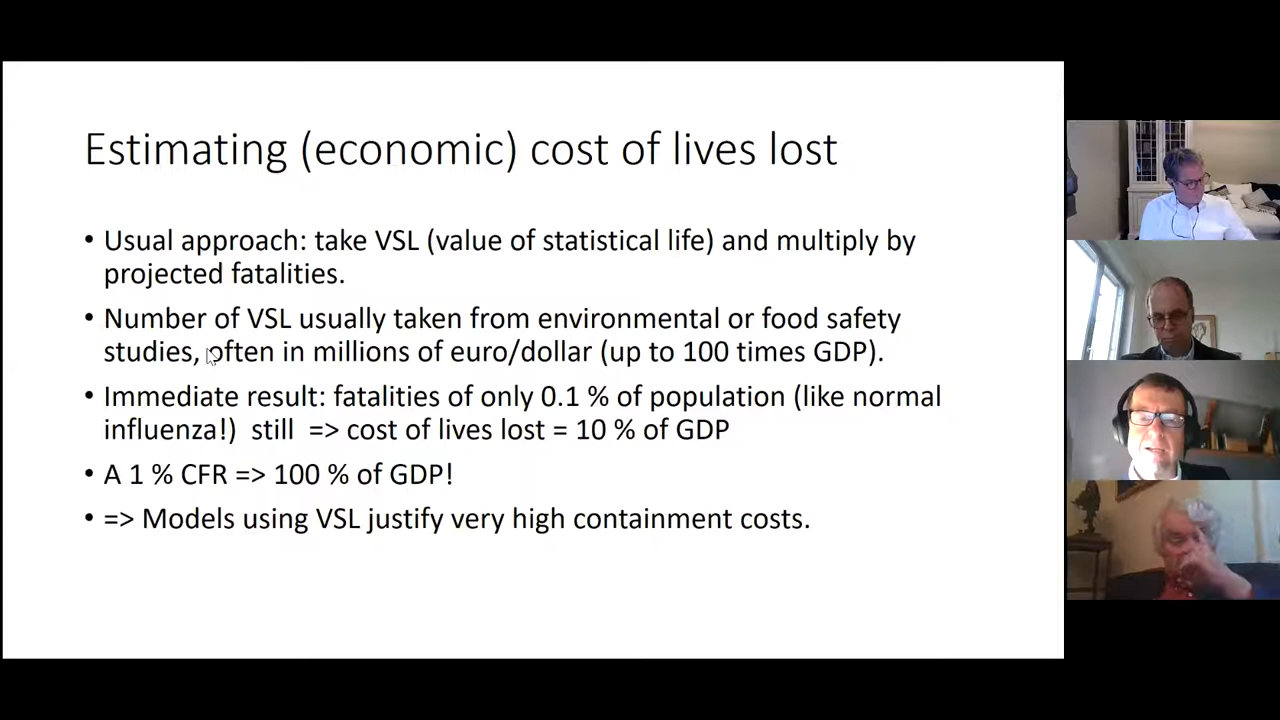 Estimating (economic) cost of lives lost
• Usual approach: take VSL (value of statistical life) and multiply by
projected fatalities.
• Number of VSL usually taken from environmental or food safety
studies, often in millions of euro/dollar (up to 100 times GDP).
• Immediate result: fatalities of only 0.1 % of population (like normal
influenza!)  still  => cost of lives lost = 10 % of GDP
• A 1 % CFR => 100 % of GDP!
• => Models using VSL justify very high containment costs.